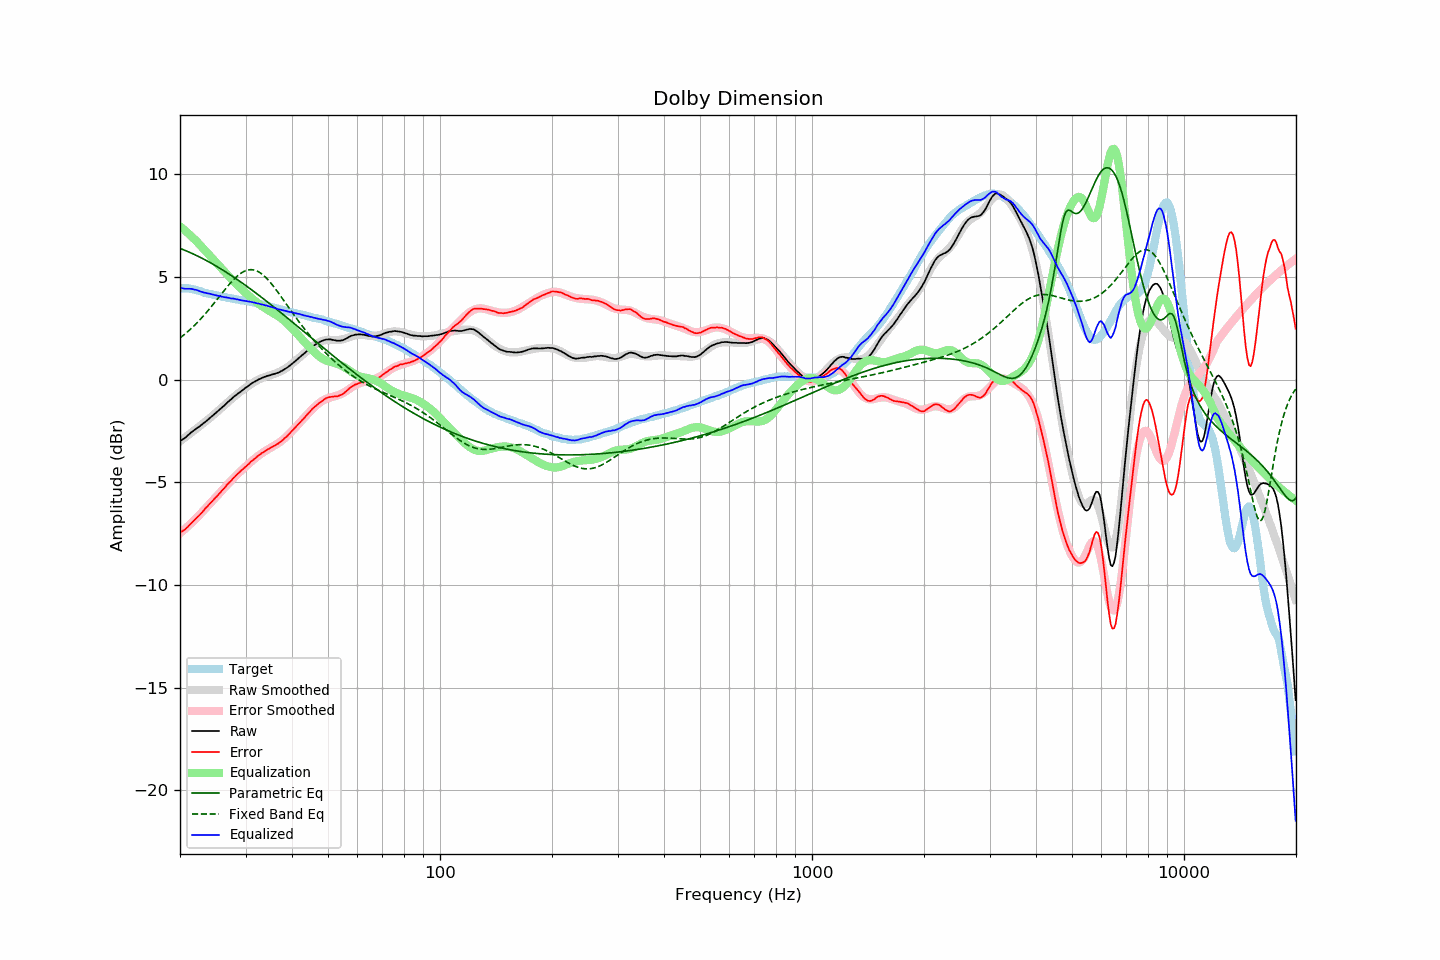 Dolby Dimension
10
5
0
−5
−10
−15
−20
Amplitude (dBr)
Target
Raw Smoothed
Error Smoothed
Raw
Error
Equalization
Parametric Eq
Fixed Band Eq
Equalized
100
1000
10000
Frequency (Hz)